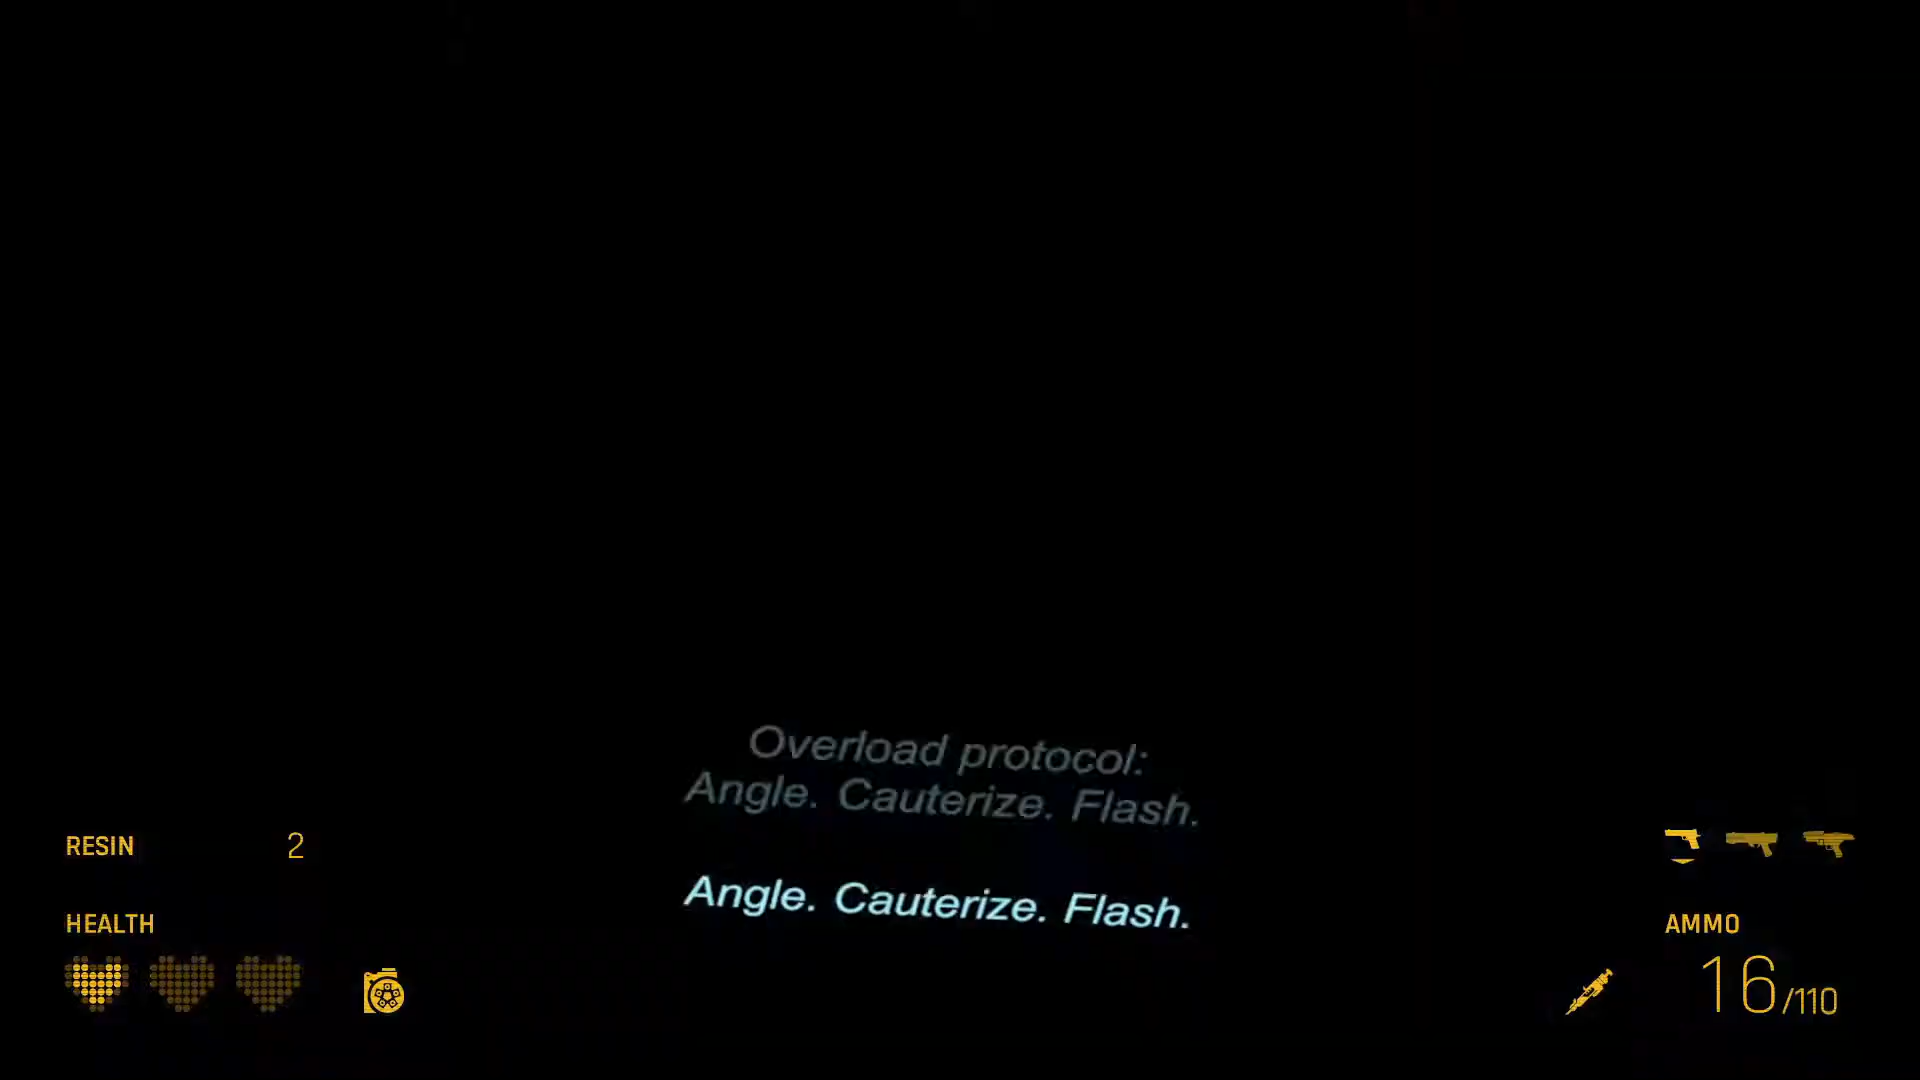 Overload protocol:
Angle. Cauterize. Flash.
Angle. Cauterize. Flash.
RESIN 2
HEALTH
AMMO
16/110